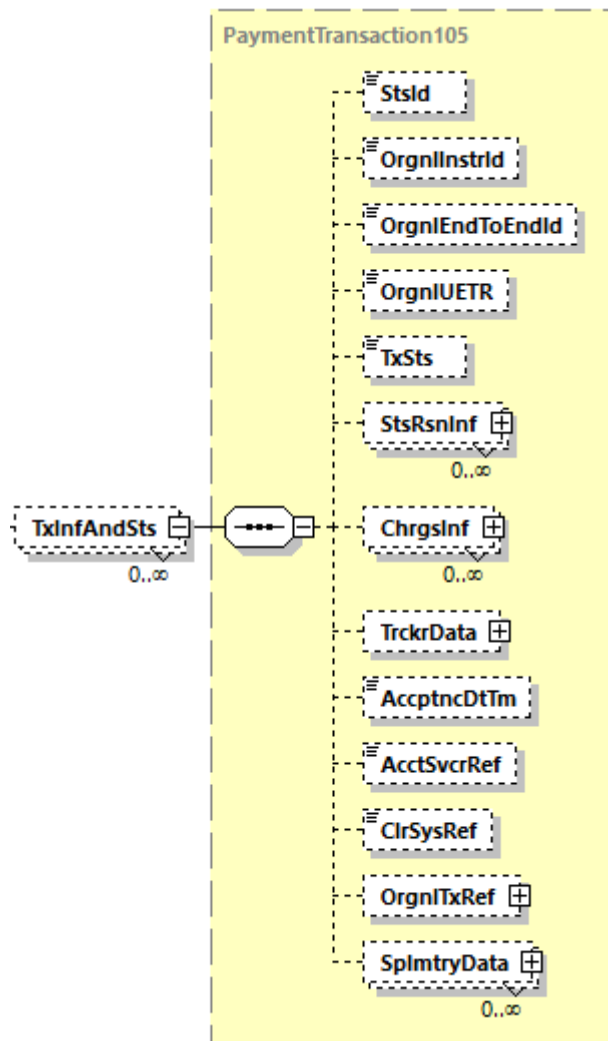 PaymentTransaction105
StsId
OrgnlInstrId
OrgnlEndToEndId
OrgnlUETR
TxSts
StsRsnInf
0..∞
TxInfAndSts
0..∞
ChrgsInf
0..∞
TrckrData
AccptncDtTm
AcctSvcrRef
ClrSysRef
OrgnlTxRef
SplmtryData
0..∞